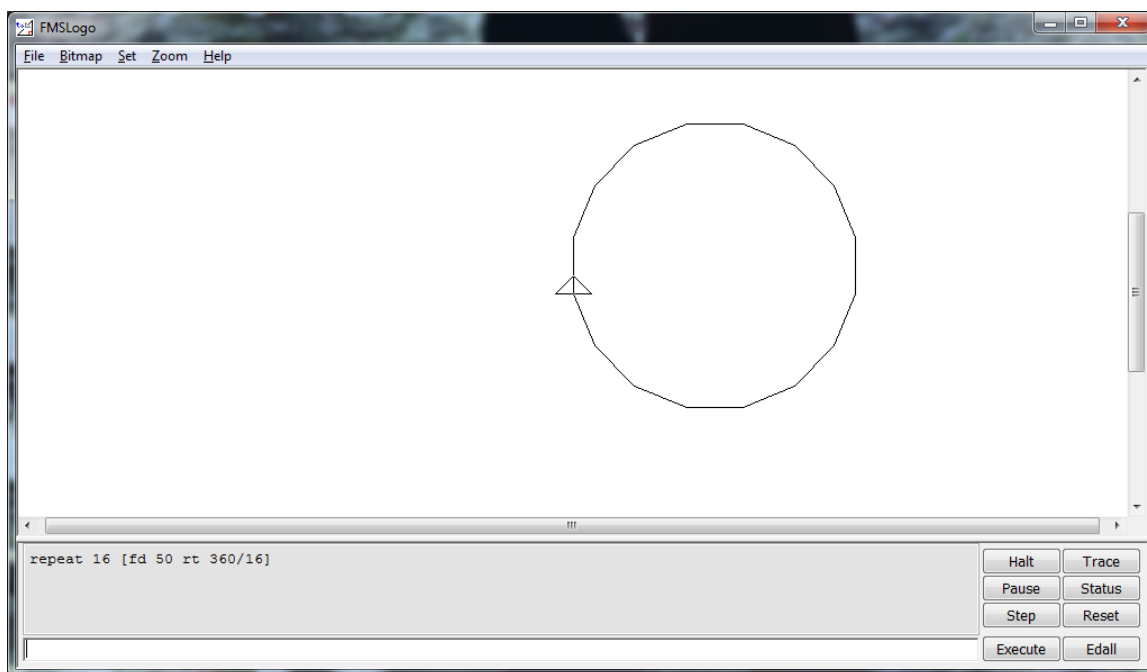 FMSLogo
File Bitmap Set Zoom Help
repeat 16 [fd 50 rt 360/16]
Halt Trace
Pause Status
Step Reset
Execute Edall